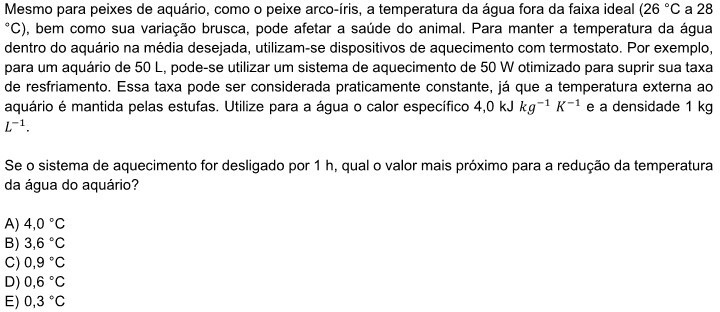 Mesmo para peixes de aquário, como o peixe arco-íris, a temperatura da água fora da faixa ideal (26 °C a 28
°C), bem como sua variação brusca, pode afetar a saúde do animal. Para manter a temperatura da água
dentro do aquário na média desejada, utilizam-se dispositivos de aquecimento com termostato. Por exemplo,
para um aquário de 50 L, pode-se utilizar um sistema de aquecimento de 50 W otimizado para suprir sua taxa
de resfriamento. Essa taxa pode ser considerada praticamente constante, já que a temperatura externa ao
aquário é mantida pelas estufas. Utilize para a água o calor específico 4,0 kJ kg⁻¹ K⁻¹ e a densidade 1 kg
L⁻¹.
Se o sistema de aquecimento for desligado por 1 h, qual o valor mais próximo para a redução da temperatura
da água do aquário?
A) 4,0 °C
B) 3,6 °C
C) 0,9 °C
D) 0,6 °C
E) 0,3 °C